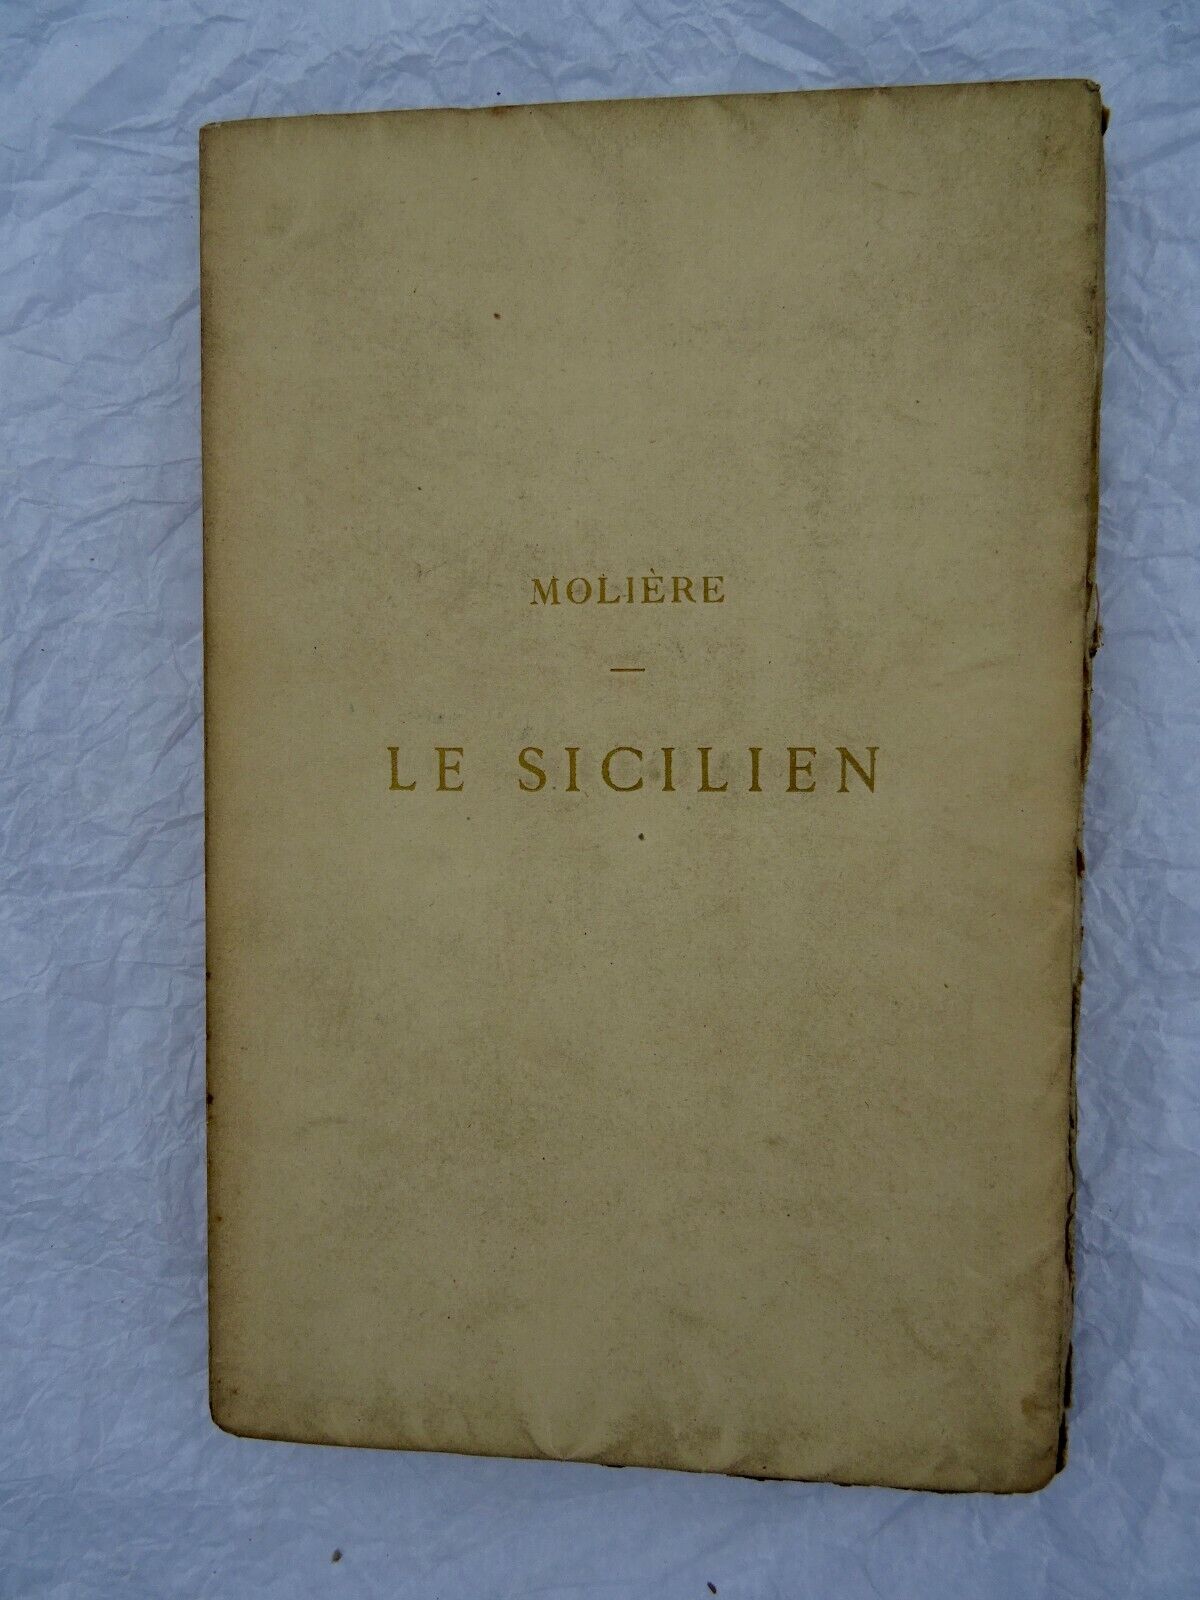 MOLIÈRE
—
LE SICILIEN